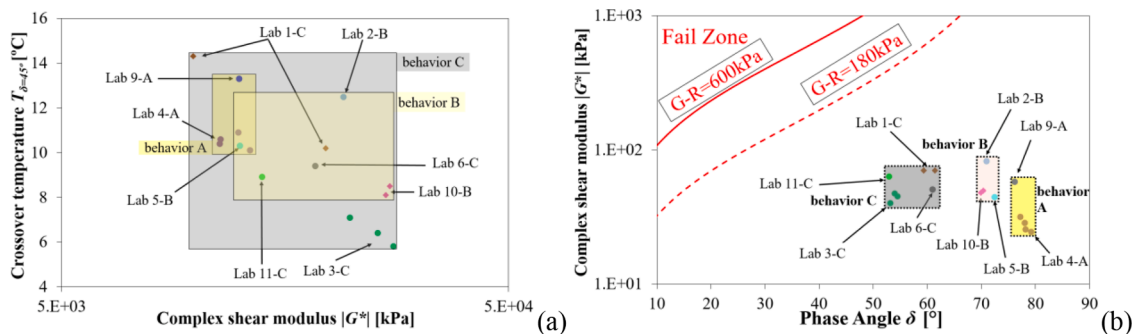 16
14
12
10
8
6
4
Crossover temperature Tδ=45° [°C]
Lab 1-C
Lab 2-B
behavior C
Lab 9-A
behavior B
Lab 4-A
behavior A
Lab 6-C
Lab 5-B
Lab 10-B
Lab 11-C
Lab 3-C
5.E+03
5.E+04
Complex shear modulus |G*| [kPa]
(a)
1.E+03
1.E+02
1.E+01
Complex shear modulus |G*| [kPa]
Fail Zone
G-R=600kPa
G-R=180kPa
Lab 2-B
Lab 1-C
behavior B
Lab 9-A
Lab 11-C
behavior C
behavior
A
Lab 3-C
Lab 6-C
Lab 10-B
Lab 5-B
Lab 4-A
10 20 30 40 50 60 70 80 90
Phase Angle δ [°]
(b)